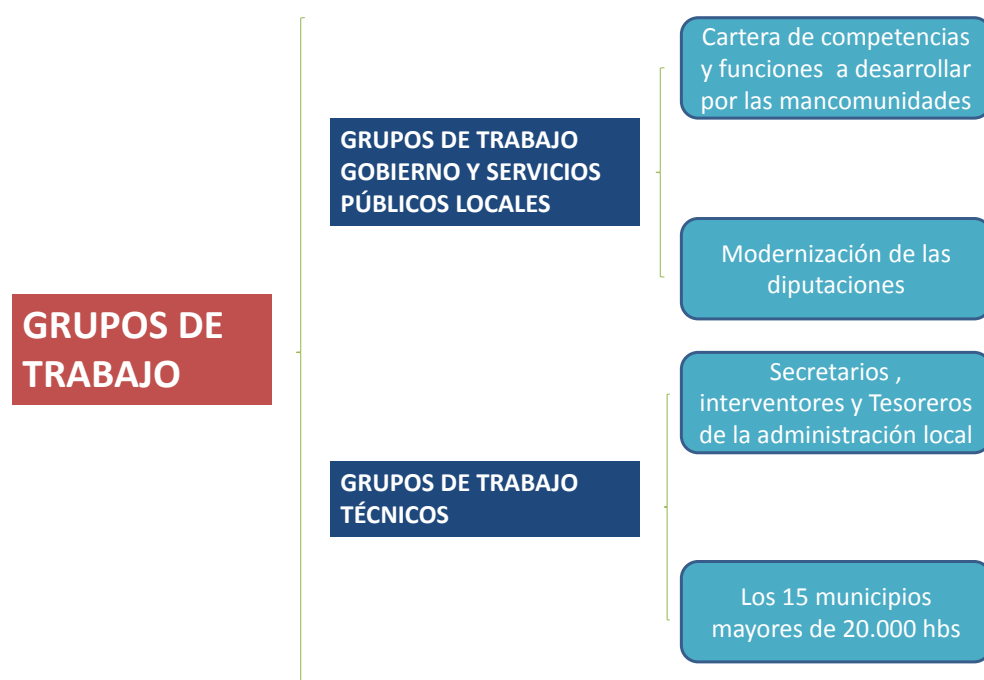 GRUPOS DE
TRABAJO
GRUPOS DE TRABAJO
GOBIERNO Y SERVICIOS
PÚBLICOS LOCALES
Cartera de competencias
y funciones a desarrollar
por las mancomunidades
Modernización de las
diputaciones
GRUPOS DE TRABAJO
TÉCNICOS
Secretarios ,
interventores y Tesoreros
de la administración local
Los 15 municipios
mayores de 20.000 hbs